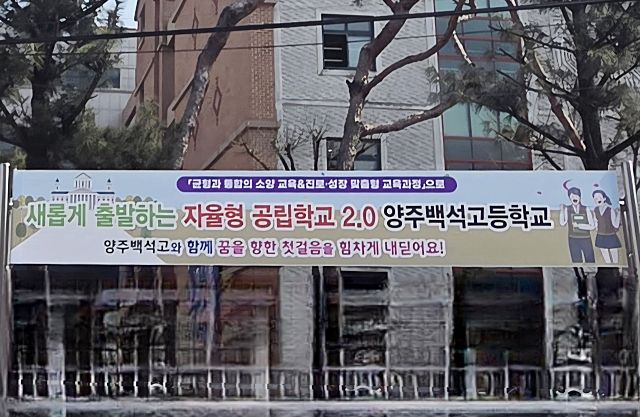 「균형과 통합의 소양 교육&진로·성장 맞춤형 교육과정」으로
새롭게 출발하는 자율형 공립학교 2.0 양주백석고등학교
양주백석고와 함께 꿈을 향한 첫걸음을 힘차게 내딛어요!